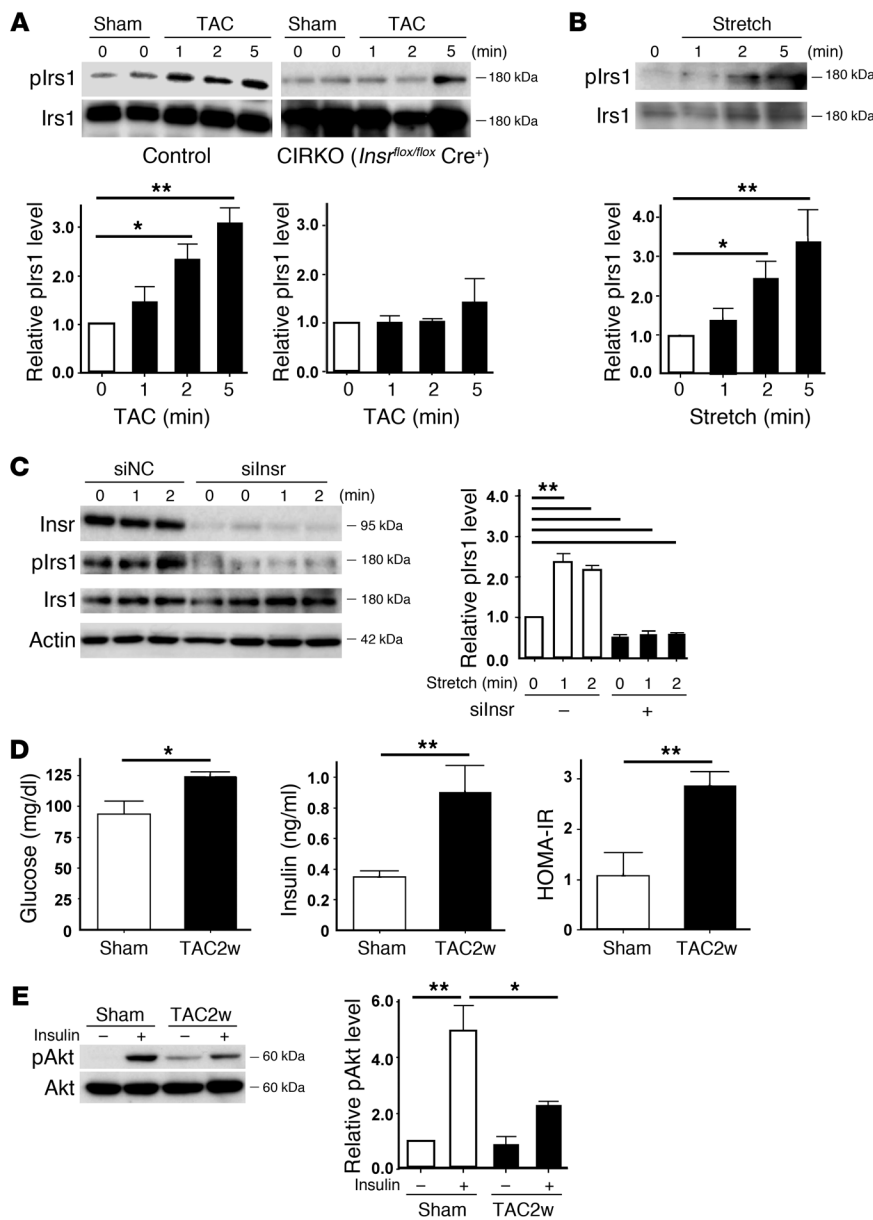 A
Sham TAC Sham TAC
0 0 1 2 5 0 0 1 2 5 (min)
pIrs1 – 180 kDa
Irs1 – 180 kDa
Control CIRKO (Insr^flox/flox Cre⁺)
Relative pIrs1 level
3.0
2.0
1.0
0.0
* **
0 1 2 5
TAC (min)
Relative pIrs1 level
3.0
2.0
1.0
0.0
0 1 2 5
TAC (min)
B
Stretch
0 1 2 5 (min)
pIrs1 – 180 kDa
Irs1 – 180 kDa
Relative pIrs1 level
4.0
3.0
2.0
1.0
0.0
* **
0 1 2 5
Stretch (min)
C
siNC siInsr
0 1 2 0 0 1 2 (min)
Insr – 95 kDa
pIrs1 – 180 kDa
Irs1 – 180 kDa
Actin – 42 kDa
Relative pIrs1 level
4.0
3.0
2.0
1.0
0.0
**
Stretch (min) 0 1 2 0 1 2
siInsr – +
D
Glucose (mg/dl)
125
100
75
50
25
0
*
Sham TAC2w
Insulin (ng/ml)
1.0
0.8
0.6
0.4
0.2
0
**
Sham TAC2w
HOMA-IR
3
2
1
0
**
Sham TAC2w
E
Sham TAC2w
Insulin – + – +
pAkt – 60 kDa
Akt – 60 kDa
Relative pAkt level
6.0
4.0
2.0
1.0
0.0
** *
Insulin – + – +
Sham TAC2w